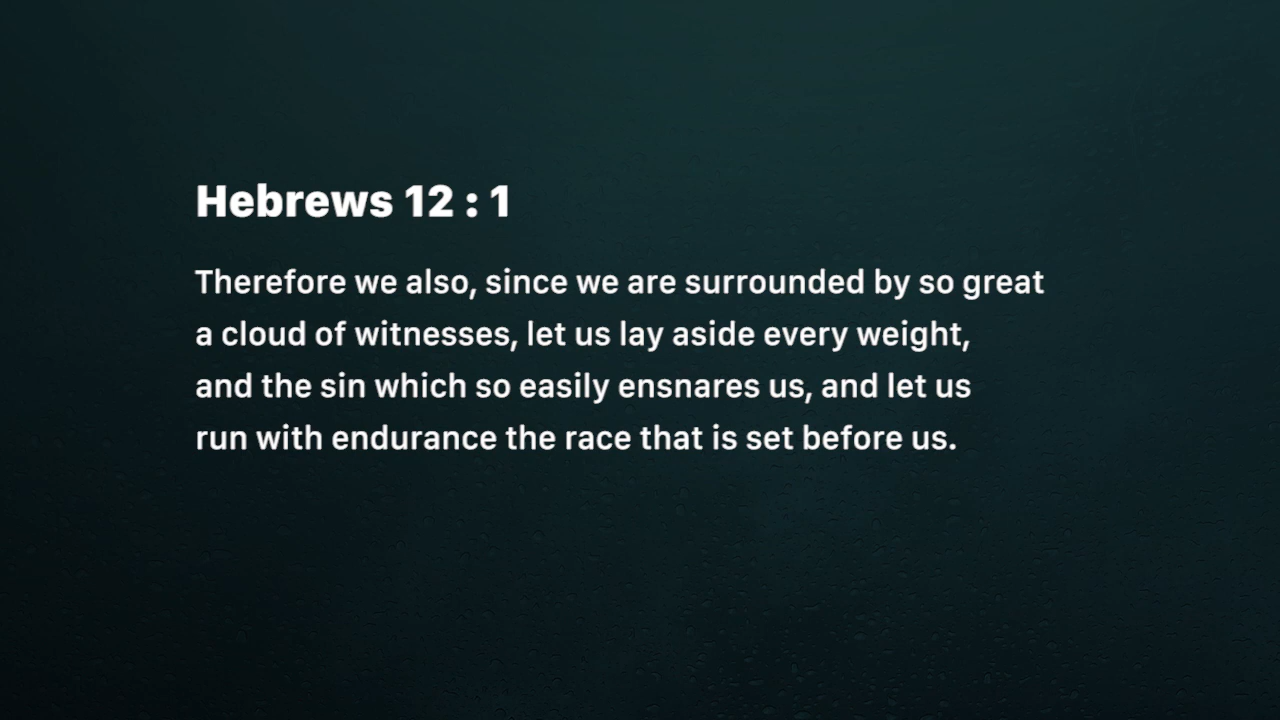 Hebrews 12 : 1
Therefore we also, since we are surrounded by so great
a cloud of witnesses, let us lay aside every weight,
and the sin which so easily ensnares us, and let us
run with endurance the race that is set before us.